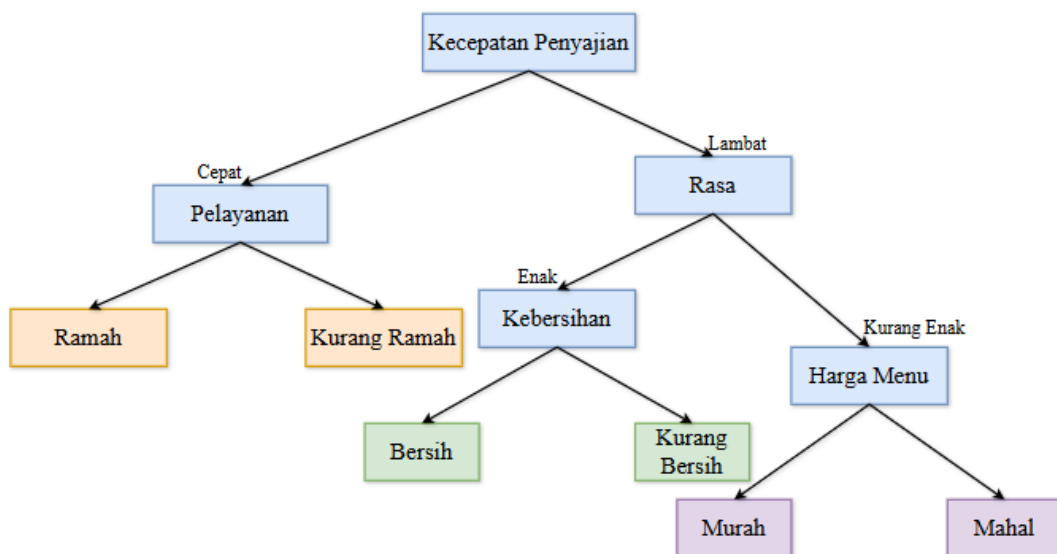 Kecepatan Penyajian
Cepat
Lambat
Pelayanan
Rasa
Enak
Kurang Enak
Ramah
Kurang Ramah
Kebersihan
Harga Menu
Bersih
Kurang
Bersih
Murah
Mahal